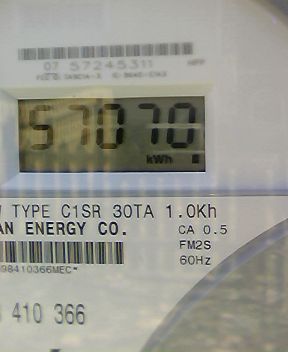 07 57245311
57070
kWh
TYPE C1SR 30TA 1.0Kh
AN ENERGY CO. CA 0.5
FM2S
98410366MEC* 60Hz
410 366